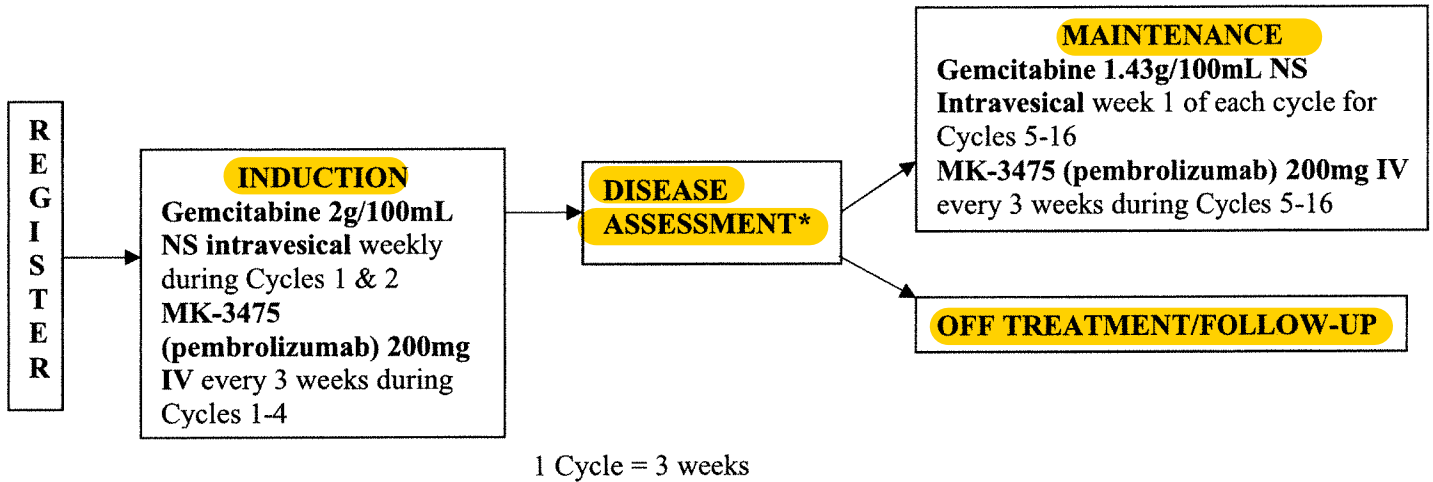 REGISTER
INDUCTION
Gemcitabine 2g/100mL
NS intravesical weekly
during Cycles 1 & 2
MK-3475
(pembrolizumab) 200mg
IV every 3 weeks during
Cycles 1-4
DISEASE
ASSESSMENT*
MAINTENANCE
Gemcitabine 1.43g/100mL NS
Intravesical week 1 of each cycle for
Cycles 5-16
MK-3475 (pembrolizumab) 200mg IV
every 3 weeks during Cycles 5-16
OFF TREATMENT/FOLLOW-UP
1 Cycle = 3 weeks